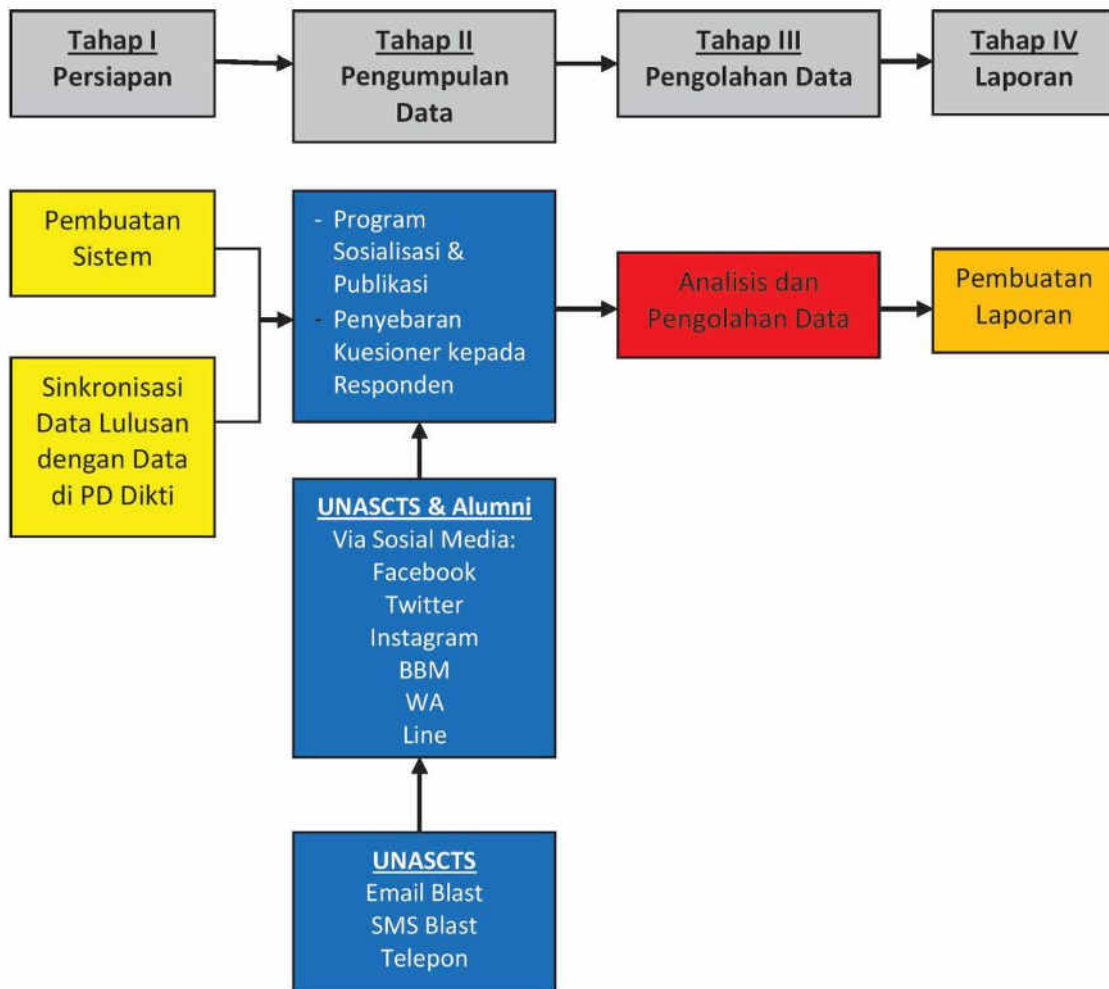 Tahap I
Persiapan
Tahap II
Pengumpulan
Data
Tahap III
Pengolahan Data
Tahap IV
Laporan
Pembuatan
Sistem
Sinkronisasi
Data Lulusan
dengan Data
di PD Dikti
- Program
Sosialisasi &
Publikasi
- Penyebaran
Kuesioner kepada
Responden
Analisis dan
Pengolahan Data
Pembuatan
Laporan
UNASCTS & Alumni
Via Sosial Media:
Facebook
Twitter
Instagram
BBM
WA
Line
UNASCTS
Email Blast
SMS Blast
Telepon